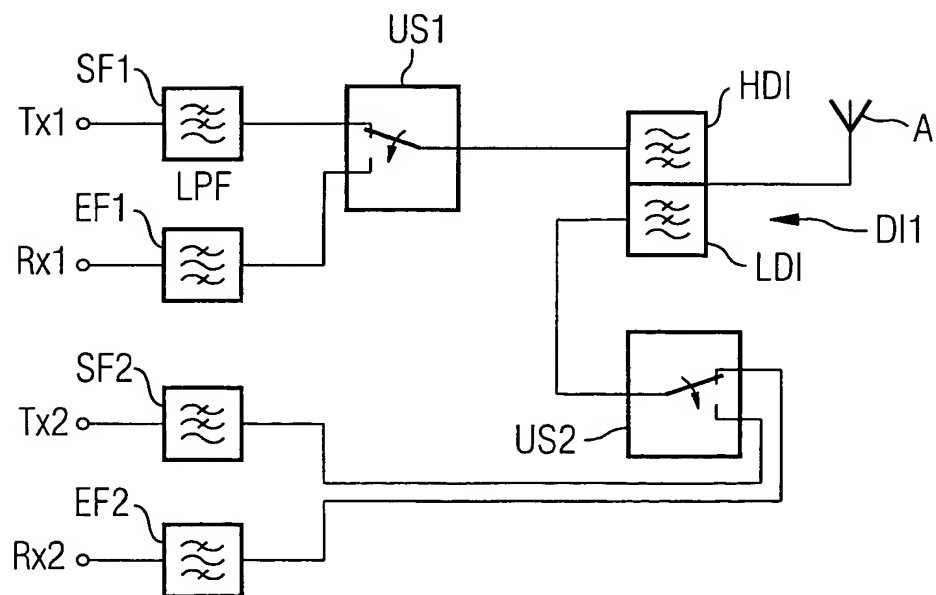 US1
SF1
HDI
Tx1
A
LPF
EF1
DI1
Rx1
LDI
SF2
Tx2
US2
EF2
Rx2